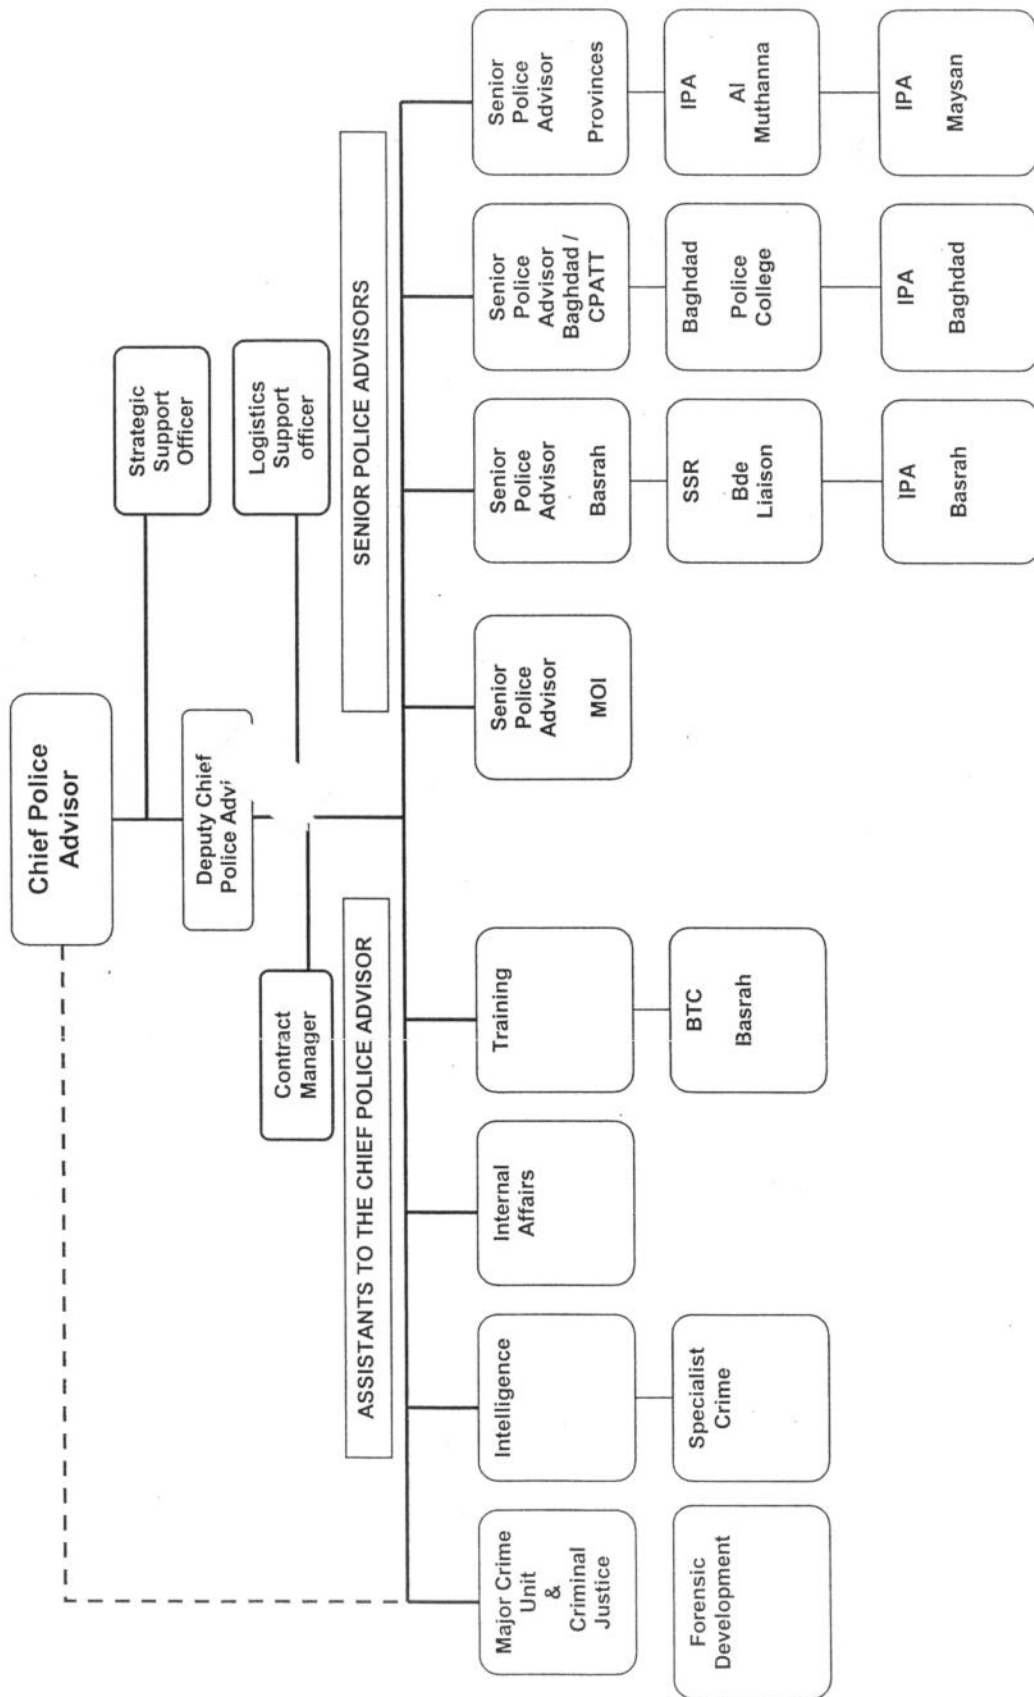 Chief Police
Advisor
Strategic
Support
Officer
Deputy Chief
Police Advi
Logistics
Support
officer
Contract
Manager
ASSISTANTS TO THE CHIEF POLICE ADVISOR
SENIOR POLICE ADVISORS
Major Crime
Unit
&
Criminal
Justice
Intelligence
Internal
Affairs
Training
Senior
Police
Advisor
MOI
Senior
Police
Advisor
Basrah
Senior
Police
Advisor
Baghdad /
CPATT
Senior
Police
Advisor
Provinces
Forensic
Development
Specialist
Crime
BTC
Basrah
SSR
Bde
Liaison
Baghdad
Police
College
IPA
Al
Muthanna
IPA
Basrah
IPA
Baghdad
IPA
Maysan